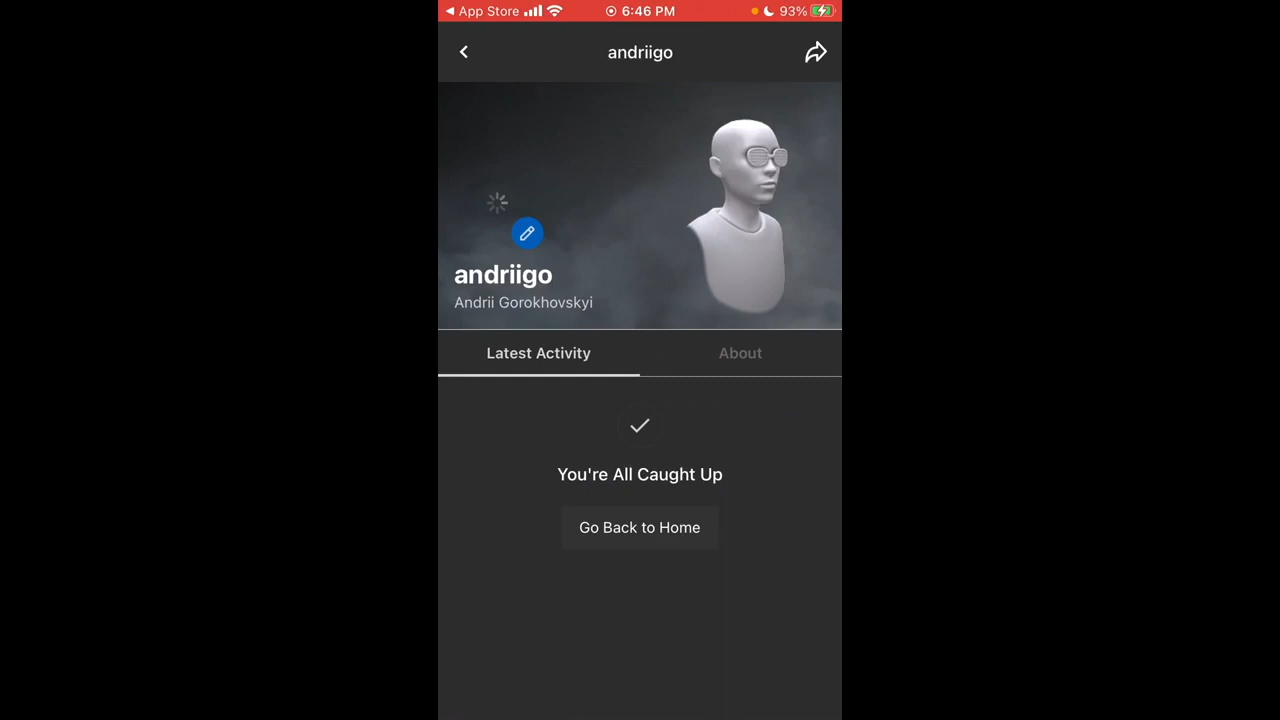 App Store 6:46 PM 93%
andriigo
andriigo
Andrii Gorokhovskyi
Latest Activity About
You're All Caught Up
Go Back to Home